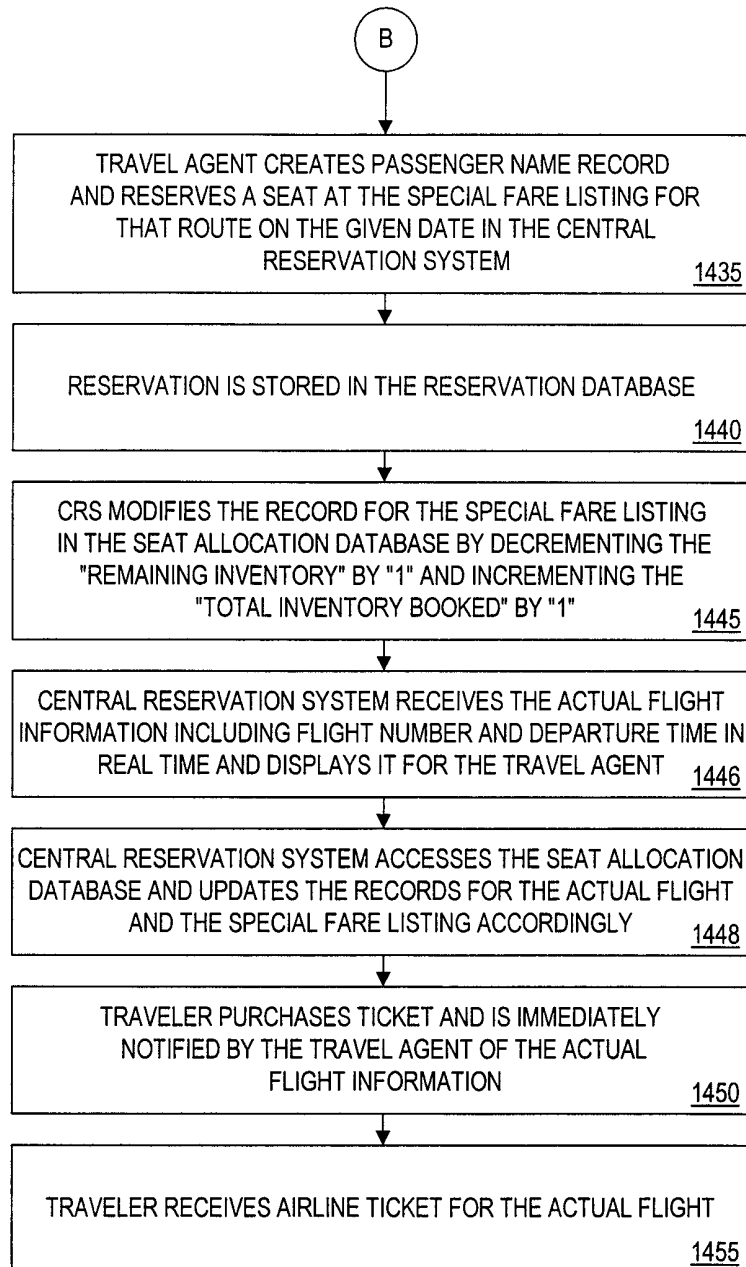 B
TRAVEL AGENT CREATES PASSENGER NAME RECORD
AND RESERVES A SEAT AT THE SPECIAL FARE LISTING FOR
THAT ROUTE ON THE GIVEN DATE IN THE CENTRAL
RESERVATION SYSTEM
1435
RESERVATION IS STORED IN THE RESERVATION DATABASE
1440
CRS MODIFIES THE RECORD FOR THE SPECIAL FARE LISTING
IN THE SEAT ALLOCATION DATABASE BY DECREMENTING THE
"REMAINING INVENTORY" BY "1" AND INCREMENTING THE
"TOTAL INVENTORY BOOKED" BY "1"
1445
CENTRAL RESERVATION SYSTEM RECEIVES THE ACTUAL FLIGHT
INFORMATION INCLUDING FLIGHT NUMBER AND DEPARTURE TIME IN
REAL TIME AND DISPLAYS IT FOR THE TRAVEL AGENT
1446
CENTRAL RESERVATION SYSTEM ACCESSES THE SEAT ALLOCATION
DATABASE AND UPDATES THE RECORDS FOR THE ACTUAL FLIGHT
AND THE SPECIAL FARE LISTING ACCORDINGLY
1448
TRAVELER PURCHASES TICKET AND IS IMMEDIATELY
NOTIFIED BY THE TRAVEL AGENT OF THE ACTUAL
FLIGHT INFORMATION
1450
TRAVELER RECEIVES AIRLINE TICKET FOR THE ACTUAL FLIGHT
1455